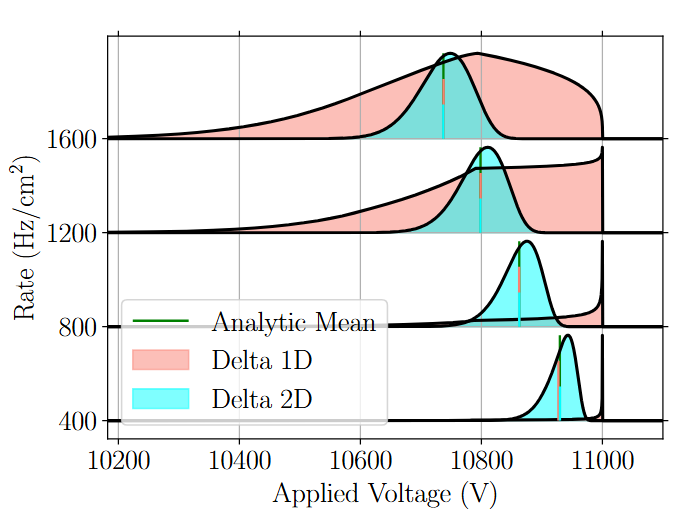 1600
1200
800
400
Rate (Hz/cm²)
Analytic Mean
Delta 1D
Delta 2D
10200 10400 10600 10800 11000
Applied Voltage (V)